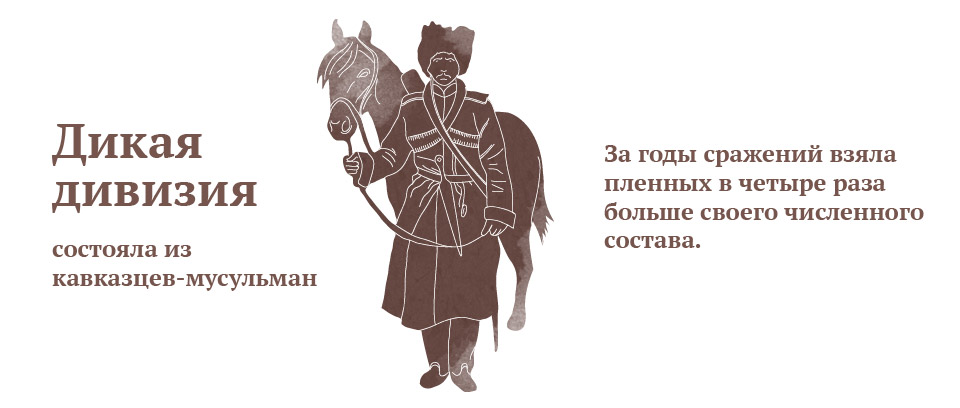 Дикая
дивизия
состояла из
кавказцев-мусульман
За годы сражений взяла
пленных в четыре раза
больше своего численного
состава.